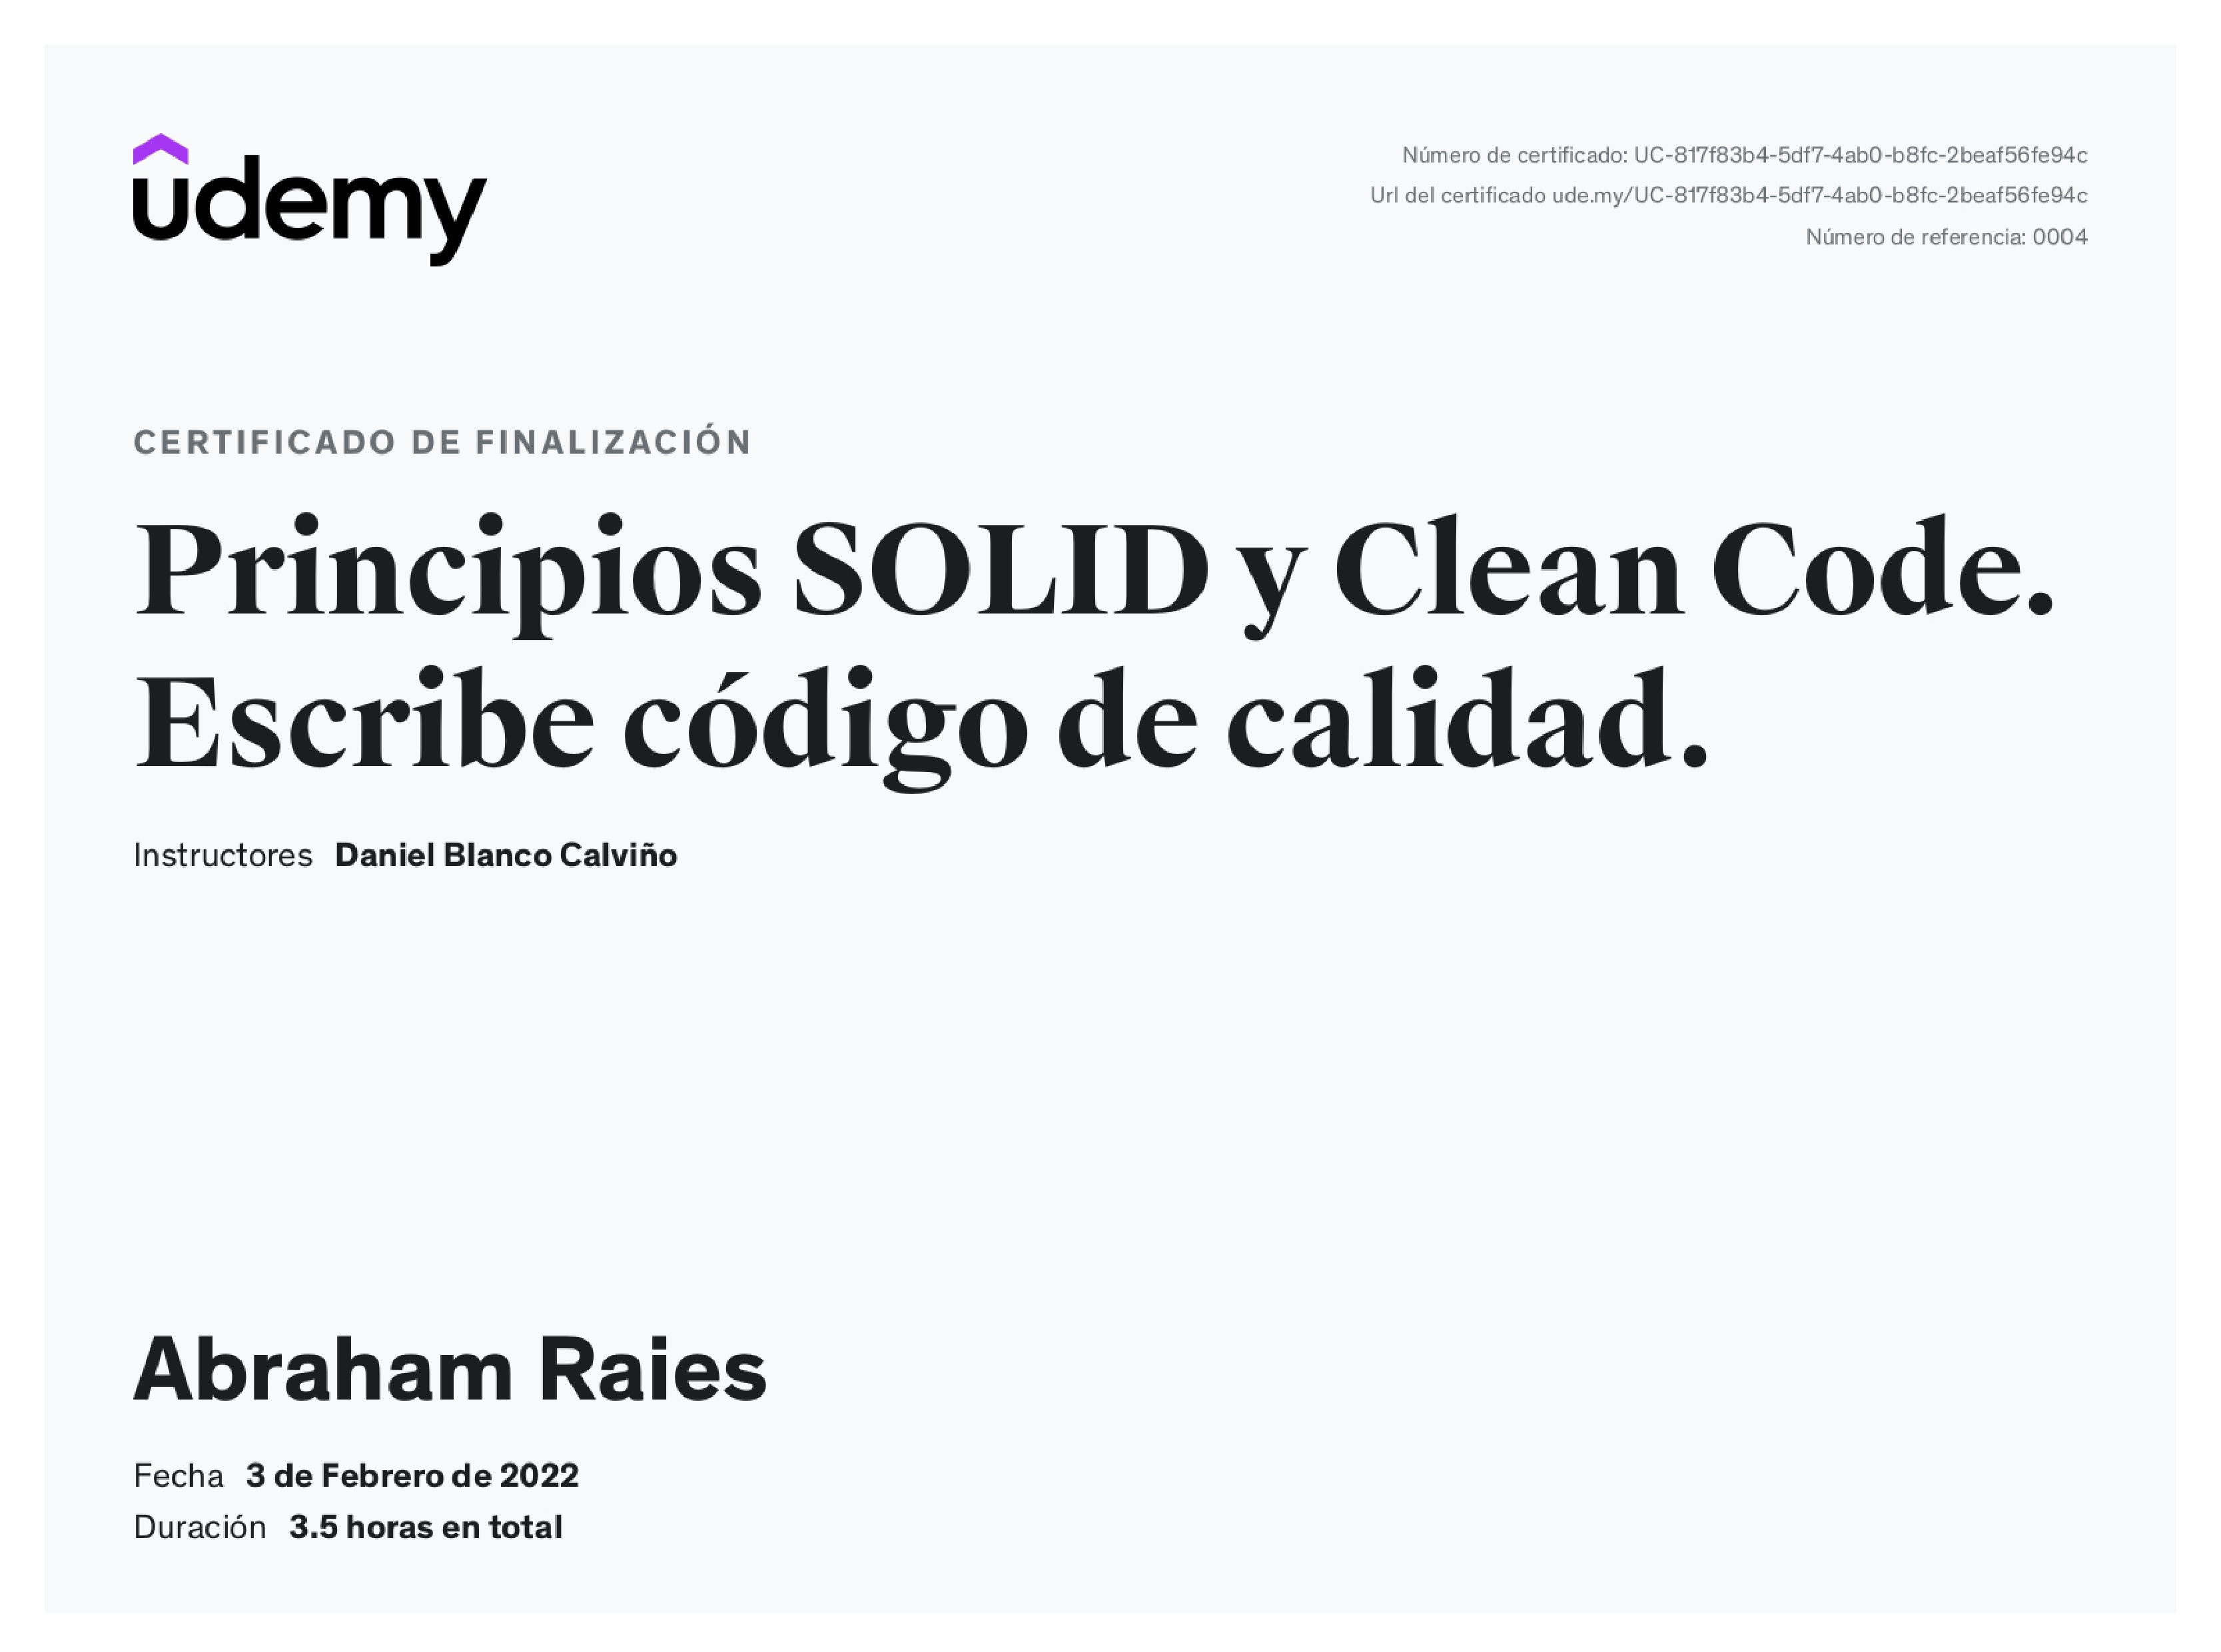 udemy
Número de certificado: UC-817f83b4-5df7-4ab0-b8fc-2beaf56fe94c
Url del certificado ude.my/UC-817f83b4-5df7-4ab0-b8fc-2beaf56fe94c
Número de referencia: 0004
CERTIFICADO DE FINALIZACIÓN
Principios SOLID y Clean Code.
Escribe código de calidad.
Instructores Daniel Blanco Calviño
Abraham Raies
Fecha 3 de Febrero de 2022
Duración 3.5 horas en total